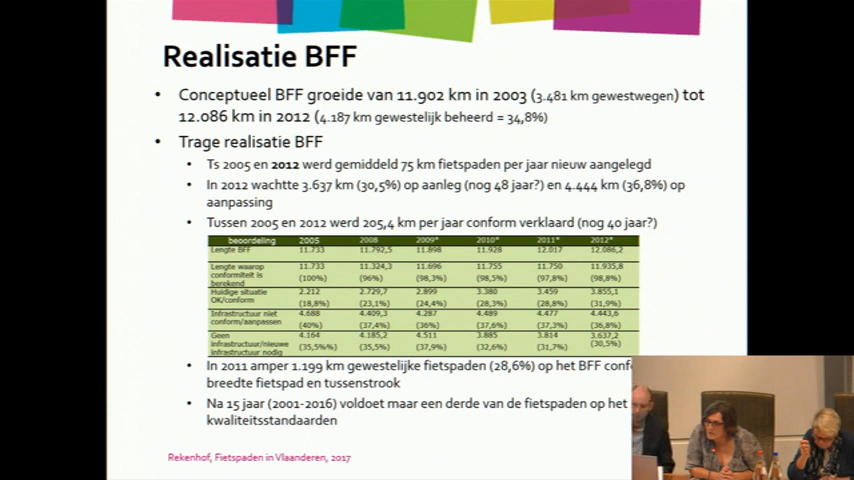 Realisatie BFF
• Conceptueel BFF groeide van 11.902 km in 2003 (3.481 km gewestwegen) tot
12.086 km in 2012 (4.187 km gewestelijk beheerd = 34,8%)
• Trage realisatie BFF
• Ts 2005 en 2012 werd gemiddeld 75 km fietspaden per jaar nieuw aangelegd
• In 2012 wachtte 3.637 km (30,5%) op aanleg (nog 48 jaar?) en 4.444 km (36,8%) op
aanpassing
• Tussen 2005 en 2012 werd 205,4 km per jaar conform verklaard (nog 40 jaar?)
beoordeling 2005 2008 2009* 2010* 2011* 2012*
Lengte BFF 11.733 11.792,5 11.898 11.928 12.017 12.086,2
Lengte waarop 11.733 11.324,3 11.696 11.755 11.750 11.935,8
conformiteit is (100%) (96%) (98,3%) (98,5%) (97,8%) (98,8%)
berekend
Huidige situatie 2.212 2.729,7 2.899 3.380 3.459 3.855,1
OK/conform (18,8%) (23,1%) (24,4%) (28,3%) (28,8%) (31,9%)
Infrastructuur niet 4.688 4.409,3 4.287 4.489 4.477 4.443,6
conform/aanpassen (40%) (37,4%) (36%) (37,6%) (37,3%) (36,8%)
Geen 4.164 4.185,2 4.511 3.885 3.814 3.637,2
infrastructuur/nieuwe (35,5%%) (35,5%) (37,9%) (32,6%) (31,7%) (30,5%)
infrastructuur nodig
• In 2011 amper 1.199 km gewestelijke fietspaden (28,6%) op het BFF conf
breedte fietspad en tussenstrook
• Na 15 jaar (2001-2016) voldoet maar een derde van de fietspaden op het
kwaliteitsstandaarden
Rekenhof, Fietspaden in Vlaanderen, 2017